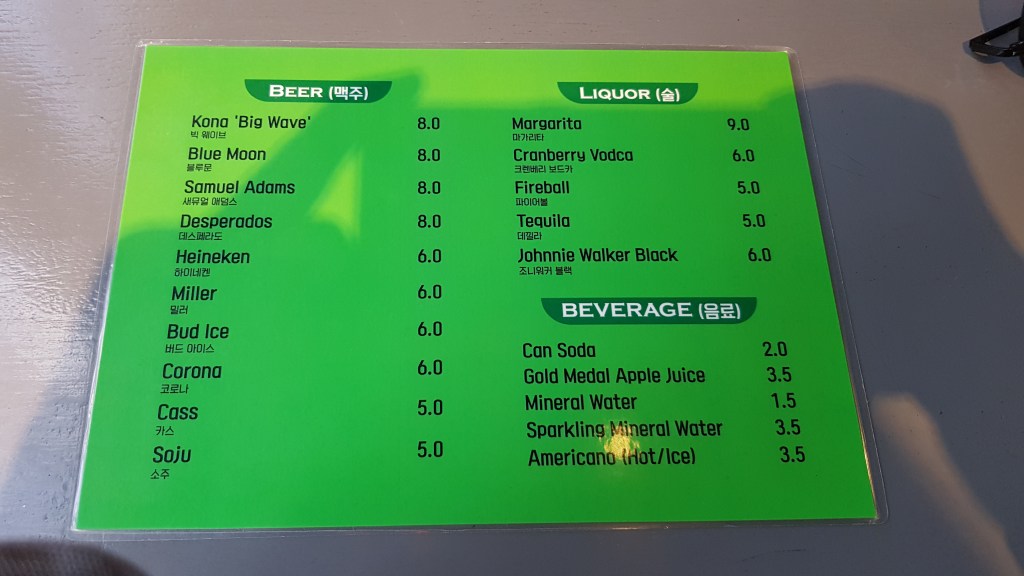 BEER (맥주)
Kona 'Big Wave' 8.0
빅 웨이브
Blue Moon 8.0
블루문
Samuel Adams 8.0
새뮤얼 애덤스
Desperados 8.0
데스페라도
Heineken 6.0
하이네켄
Miller 6.0
밀러
Bud Ice 6.0
버드 아이스
Corona 6.0
코로나
Cass 5.0
카스
Soju 5.0
소주
LIQUOR (술)
Margarita 9.0
마가리타
Cranberry Vodca 6.0
크렌베리 보드카
Fireball 5.0
파이어볼
Tequila 5.0
데낄라
Johnnie Walker Black 6.0
조니워커 블랙
BEVERAGE (음료)
Can Soda 2.0
Gold Medal Apple Juice 3.5
Mineral Water 1.5
Sparkling Mineral Water 3.5
Americano (Hot/Ice) 3.5